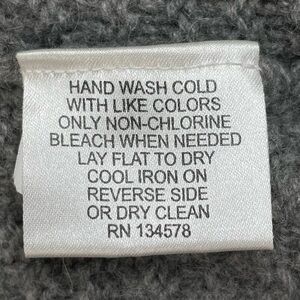 HAND WASH COLD
WITH LIKE COLORS
ONLY NON-CHLORINE
BLEACH WHEN NEEDED
LAY FLAT TO DRY
COOL IRON ON
REVERSE SIDE
OR DRY CLEAN
RN 134578